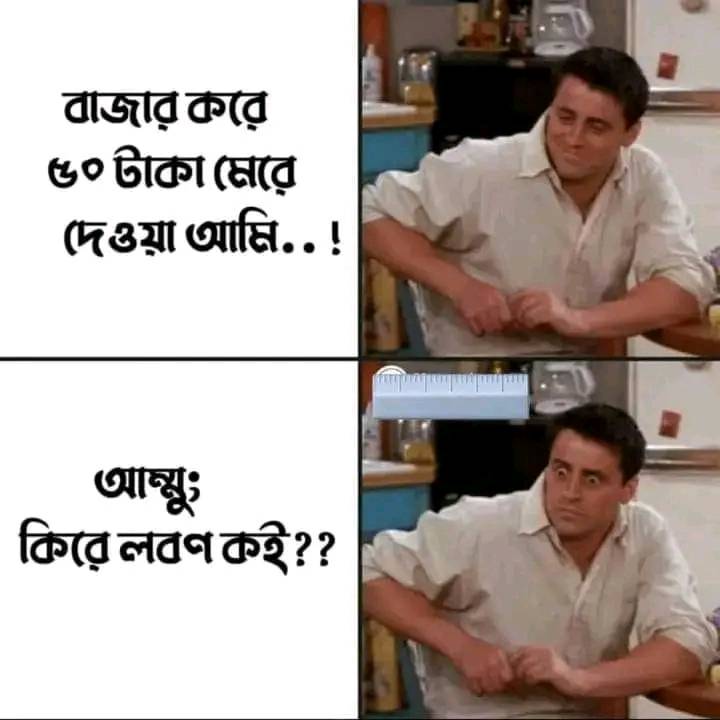 বাজার করে
৫০ টাকা মেরে
দেওয়া আমি..!
আম্মু;
কিরে লবণ কই??